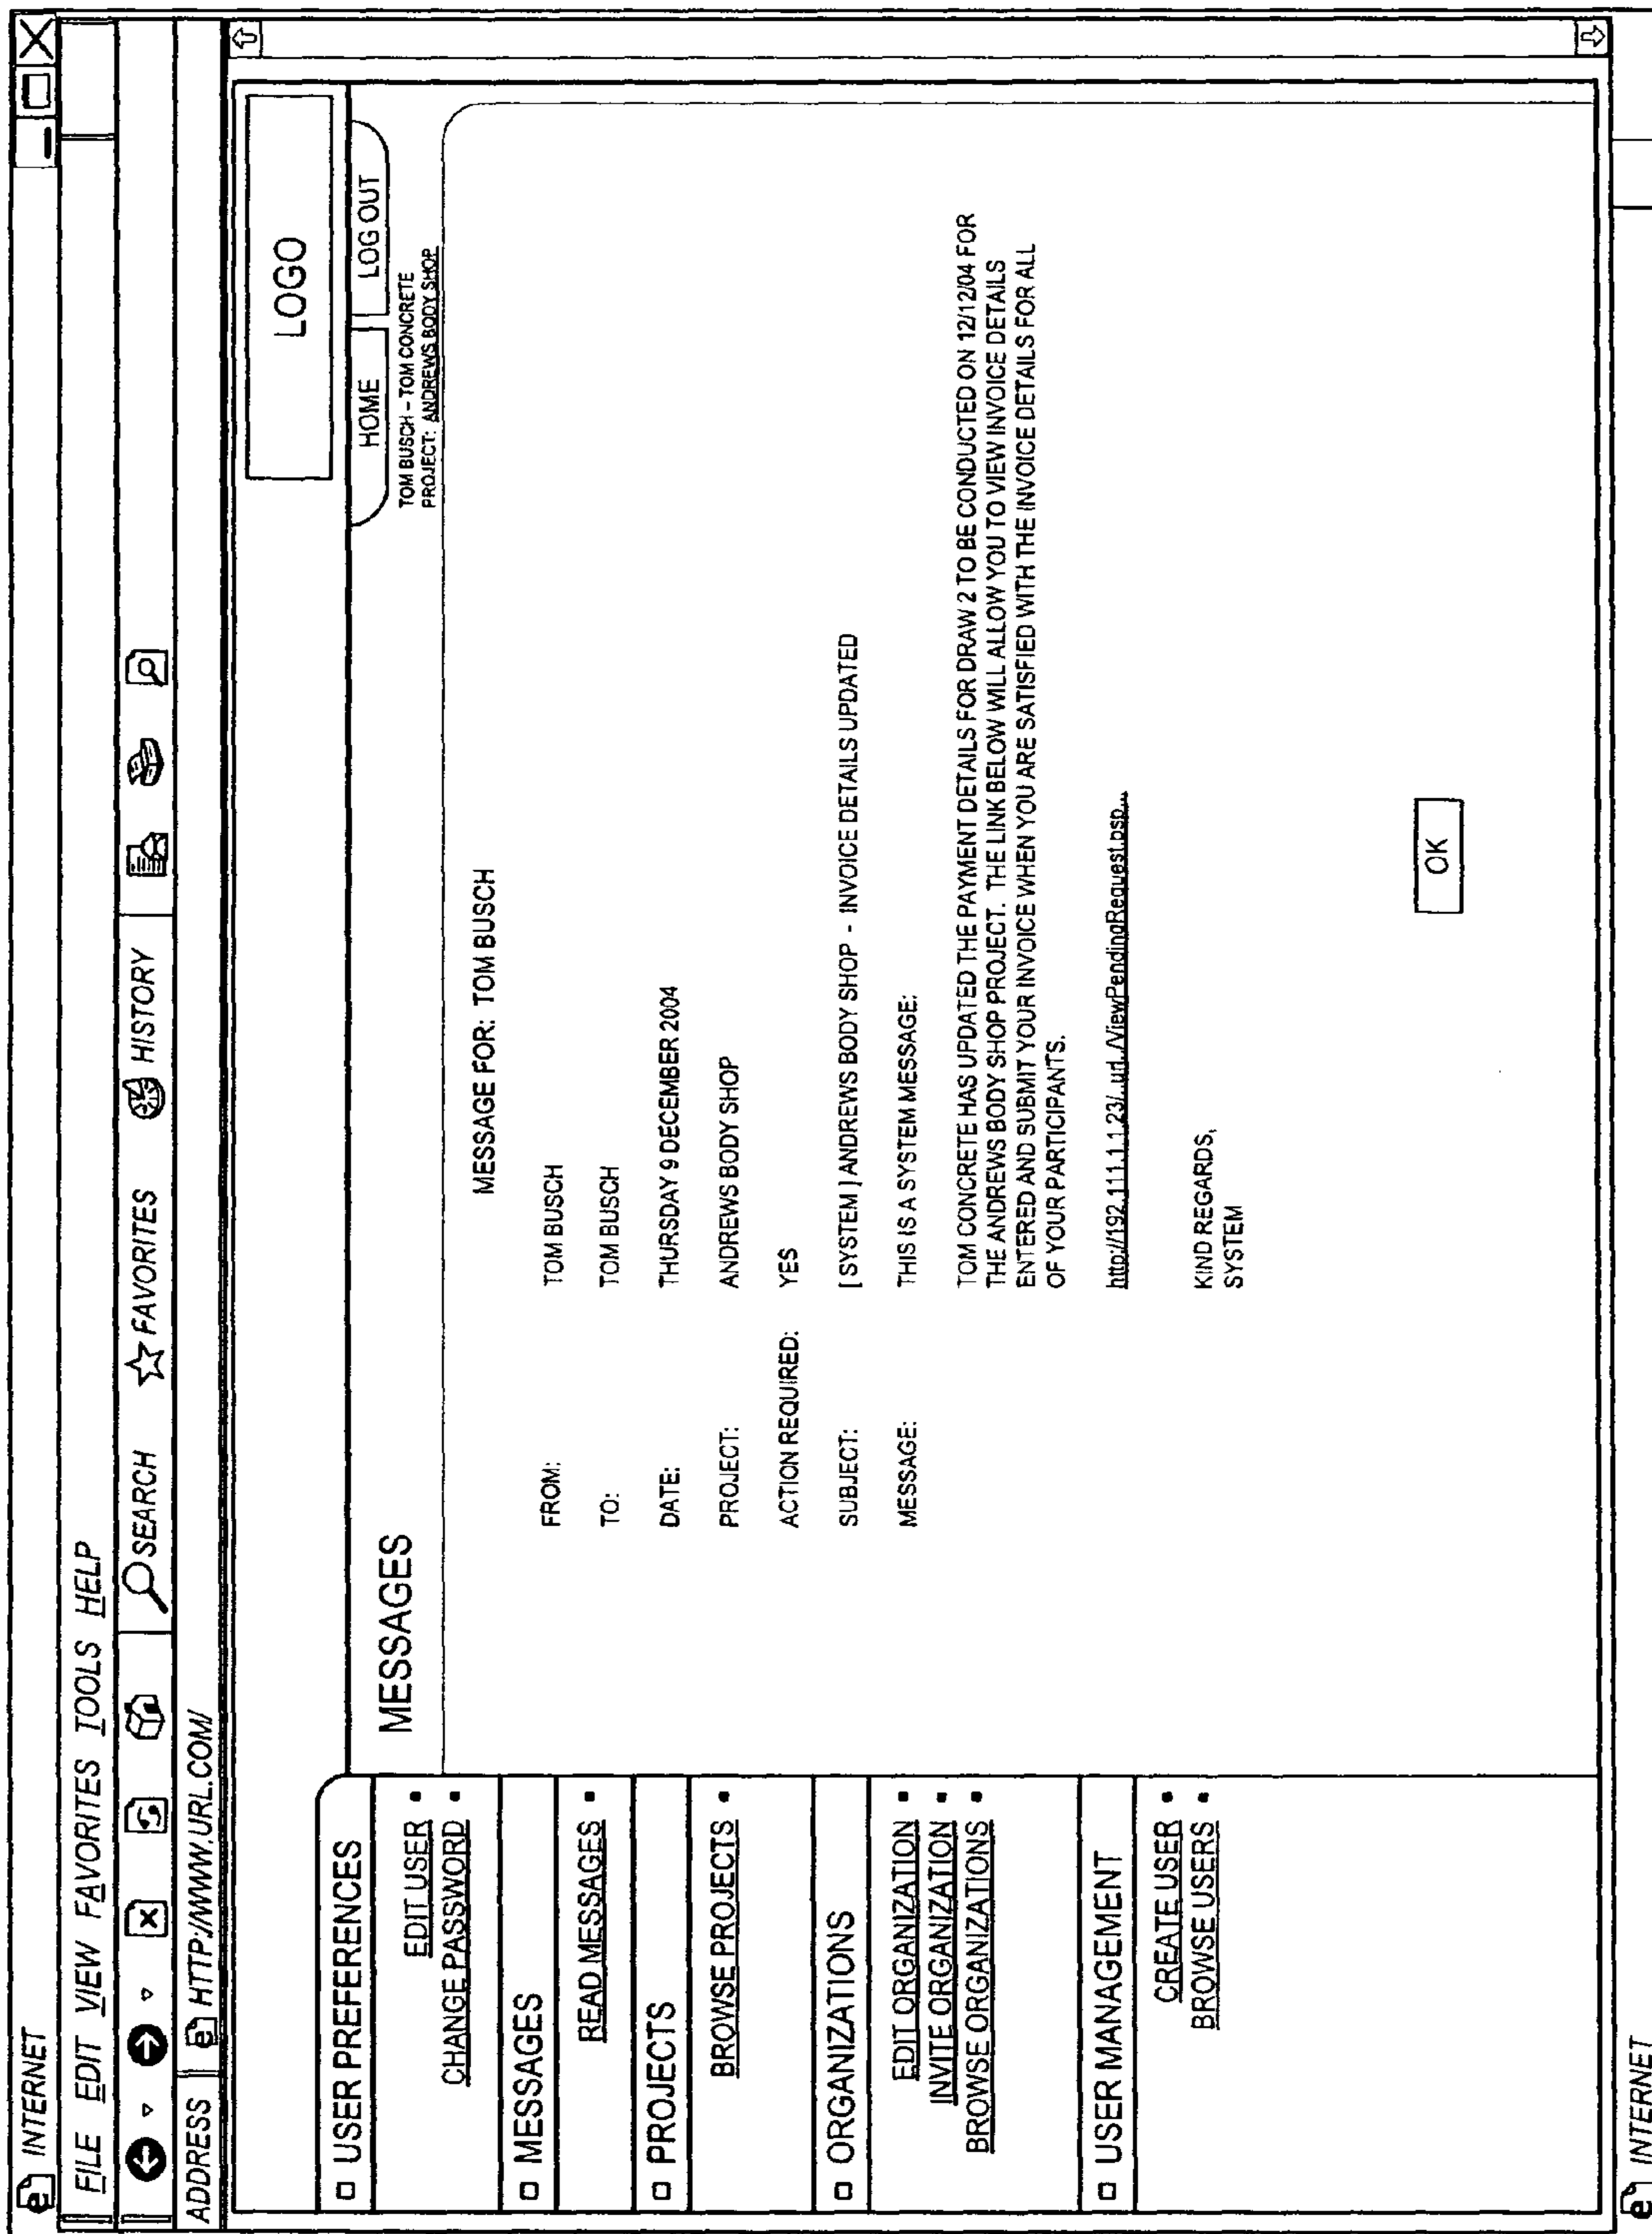 INTERNET
FILE EDIT VIEW FAVORITES TOOLS HELP
SEARCH FAVORITES HISTORY
ADDRESS HTTP://WWW.URL.COM/
LOGO
HOME LOG OUT
TOM BUSCH – TOM CONCRETE
PROJECT: ANDREWS BODY SHOP
USER PREFERENCES
EDIT USER
CHANGE PASSWORD
MESSAGES
READ MESSAGES
PROJECTS
BROWSE PROJECTS
ORGANIZATIONS
EDIT ORGANIZATION
INVITE ORGANIZATION
BROWSE ORGANIZATIONS
USER MANAGEMENT
CREATE USER
BROWSE USERS
MESSAGES
MESSAGE FOR: TOM BUSCH
FROM: TOM BUSCH
TO: TOM BUSCH
DATE: THURSDAY 9 DECEMBER 2004
PROJECT: ANDREWS BODY SHOP
ACTION REQUIRED: YES
SUBJECT: [ SYSTEM ] ANDREWS BODY SHOP - INVOICE DETAILS UPDATED
MESSAGE: THIS IS A SYSTEM MESSAGE:
TOM CONCRETE HAS UPDATED THE PAYMENT DETAILS FOR DRAW 2 TO BE CONDUCTED ON 12/12/04 FOR
THE ANDREWS BODY SHOP PROJECT. THE LINK BELOW WILL ALLOW YOU TO VIEW INVOICE DETAILS
ENTERED AND SUBMIT YOUR INVOICE WHEN YOU ARE SATISFIED WITH THE INVOICE DETAILS FOR ALL
OF YOUR PARTICIPANTS.
http://192.111.1.1.23/..url../ViewPendingRequest.psp...
KIND REGARDS,
SYSTEM
OK
INTERNET